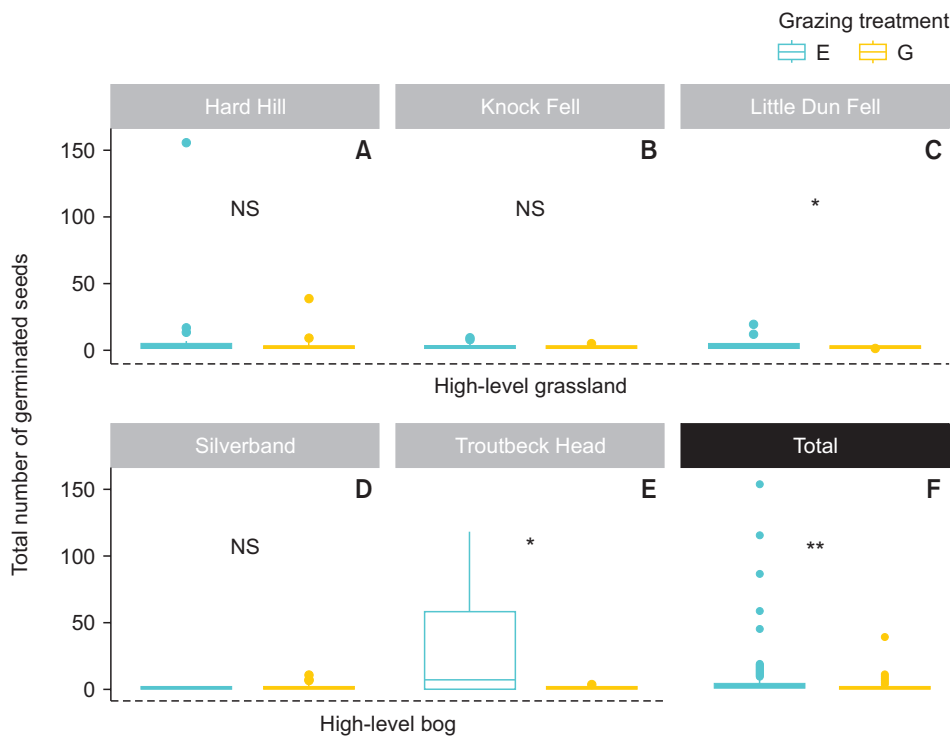 Grazing treatment
E G
Hard Hill Knock Fell Little Dun Fell
A B C
NS NS *
150
100
50
0
High-level grassland
Total number of germinated seeds
Silverband Troutbeck Head Total
D E F
NS * **
150
100
50
0
High-level bog